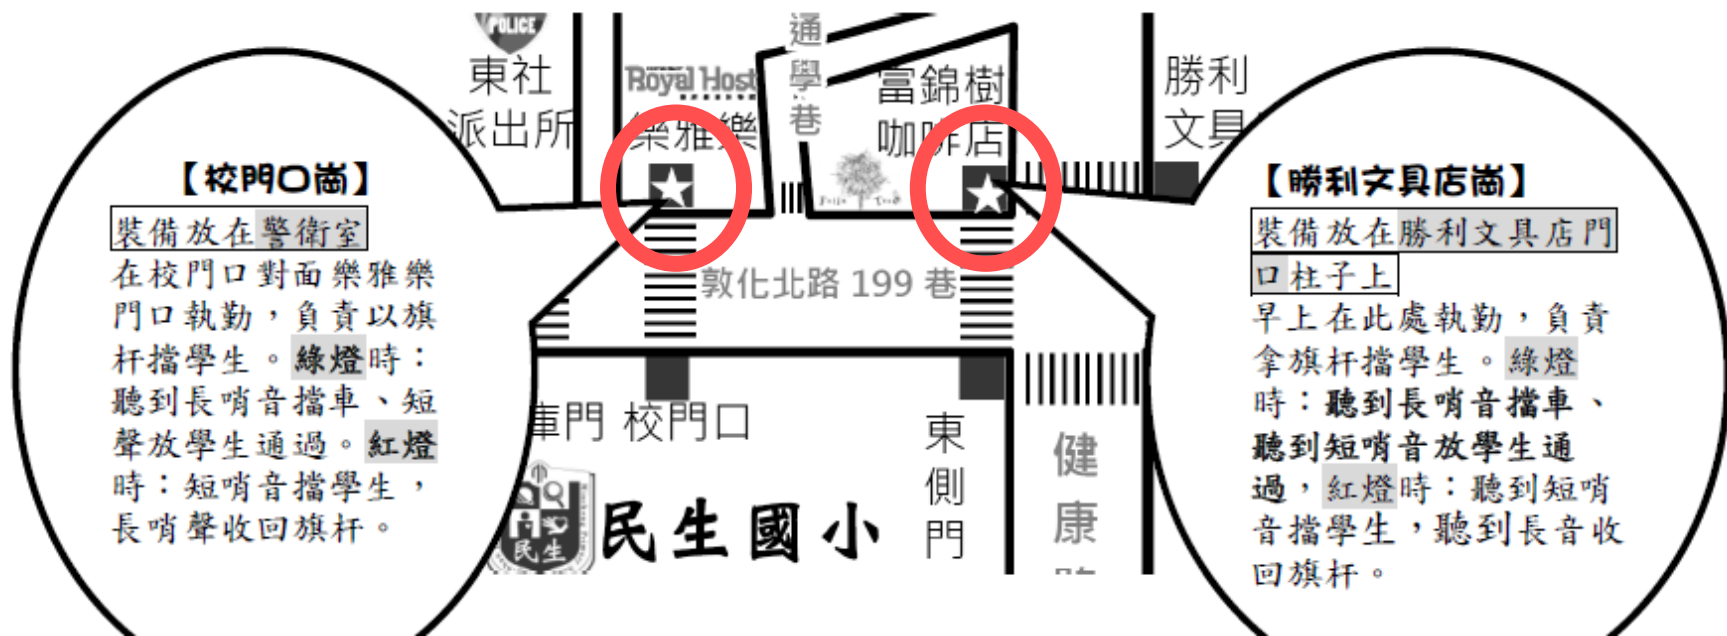 POLICE
東社
派出所
Royal Host
樂雅樂
通學巷
富錦樹
咖啡店
勝利
文具
敦化北路 199 巷
庫門
校門口
東側門
健康
民生
民生國小
【校門口崗】
裝備放在警衛室
在校門口對面樂雅樂
門口執勤，負責以旗
杆擋學生。綠燈時：
聽到長哨音擋車、短
聲放學生通過。紅燈
時：短哨音擋學生，
長哨聲收回旗杆。
【勝利文具店崗】
裝備放在勝利文具店門
口柱子上
早上在此處執勤，負責
拿旗杆擋學生。綠燈
時：聽到長哨音擋車、
聽到短哨音放學生通
過，紅燈時：聽到短哨
音擋學生，聽到長音收
回旗杆。